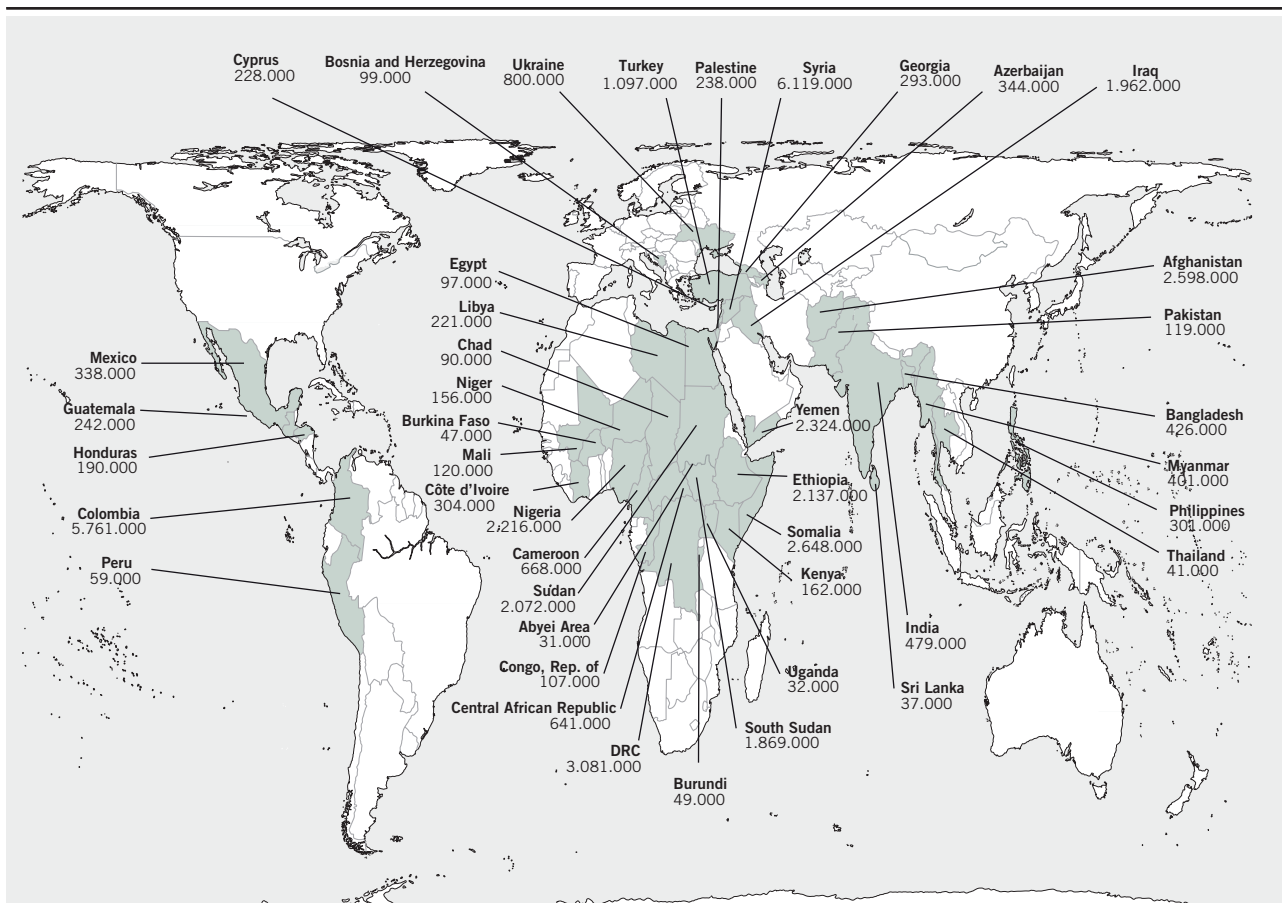 Cyprus
228.000
Bosnia and Herzegovina
99.000
Ukraine
800.000
Turkey
1.097.000
Palestine
238.000
Syria
6.119.000
Georgia
293.000
Azerbaijan
344.000
Iraq
1.962.000
Egypt
97.000
Libya
221.000
Chad
90.000
Niger
156.000
Burkina Faso
47.000
Mali
120.000
Côte d’Ivoire
304.000
Nigeria
2.216.000
Cameroon
668.000
Sudan
2.072.000
Abyei Area
31.000
Congo, Rep. of
107.000
Central African Republic
641.000
DRC
3.081.000
Burundi
49.000
South Sudan
1.869.000
Uganda
32.000
Kenya
162.000
Somalia
2.648.000
Ethiopia
2.137.000
Yemen
2.324.000
Mexico
338.000
Guatemala
242.000
Honduras
190.000
Colombia
5.761.000
Peru
59.000
Afghanistan
2.598.000
Pakistan
119.000
Bangladesh
426.000
Myanmar
401.000
Philippines
301.000
Thailand
41.000
India
479.000
Sri Lanka
37.000